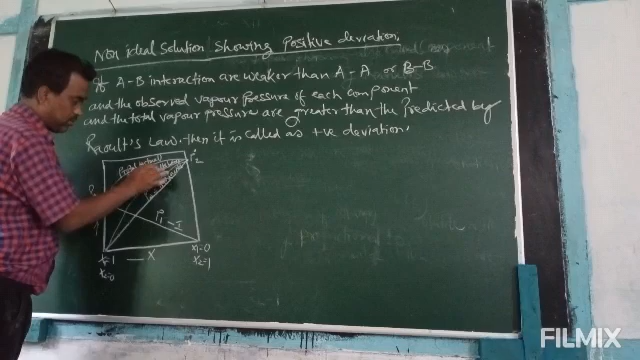 Non ideal Solution Showing Positive deviation.
If A-B interaction are weaker than A-A or B-B
and the observed vapour pressure of each component
and the total vapour pressure are greater than the Predicted by
Raoult's Law. then it is called as +ve deviation.
P°2
P°1 - I
x1=1
x2=0
X
x1=0
x2=1
FILMIX